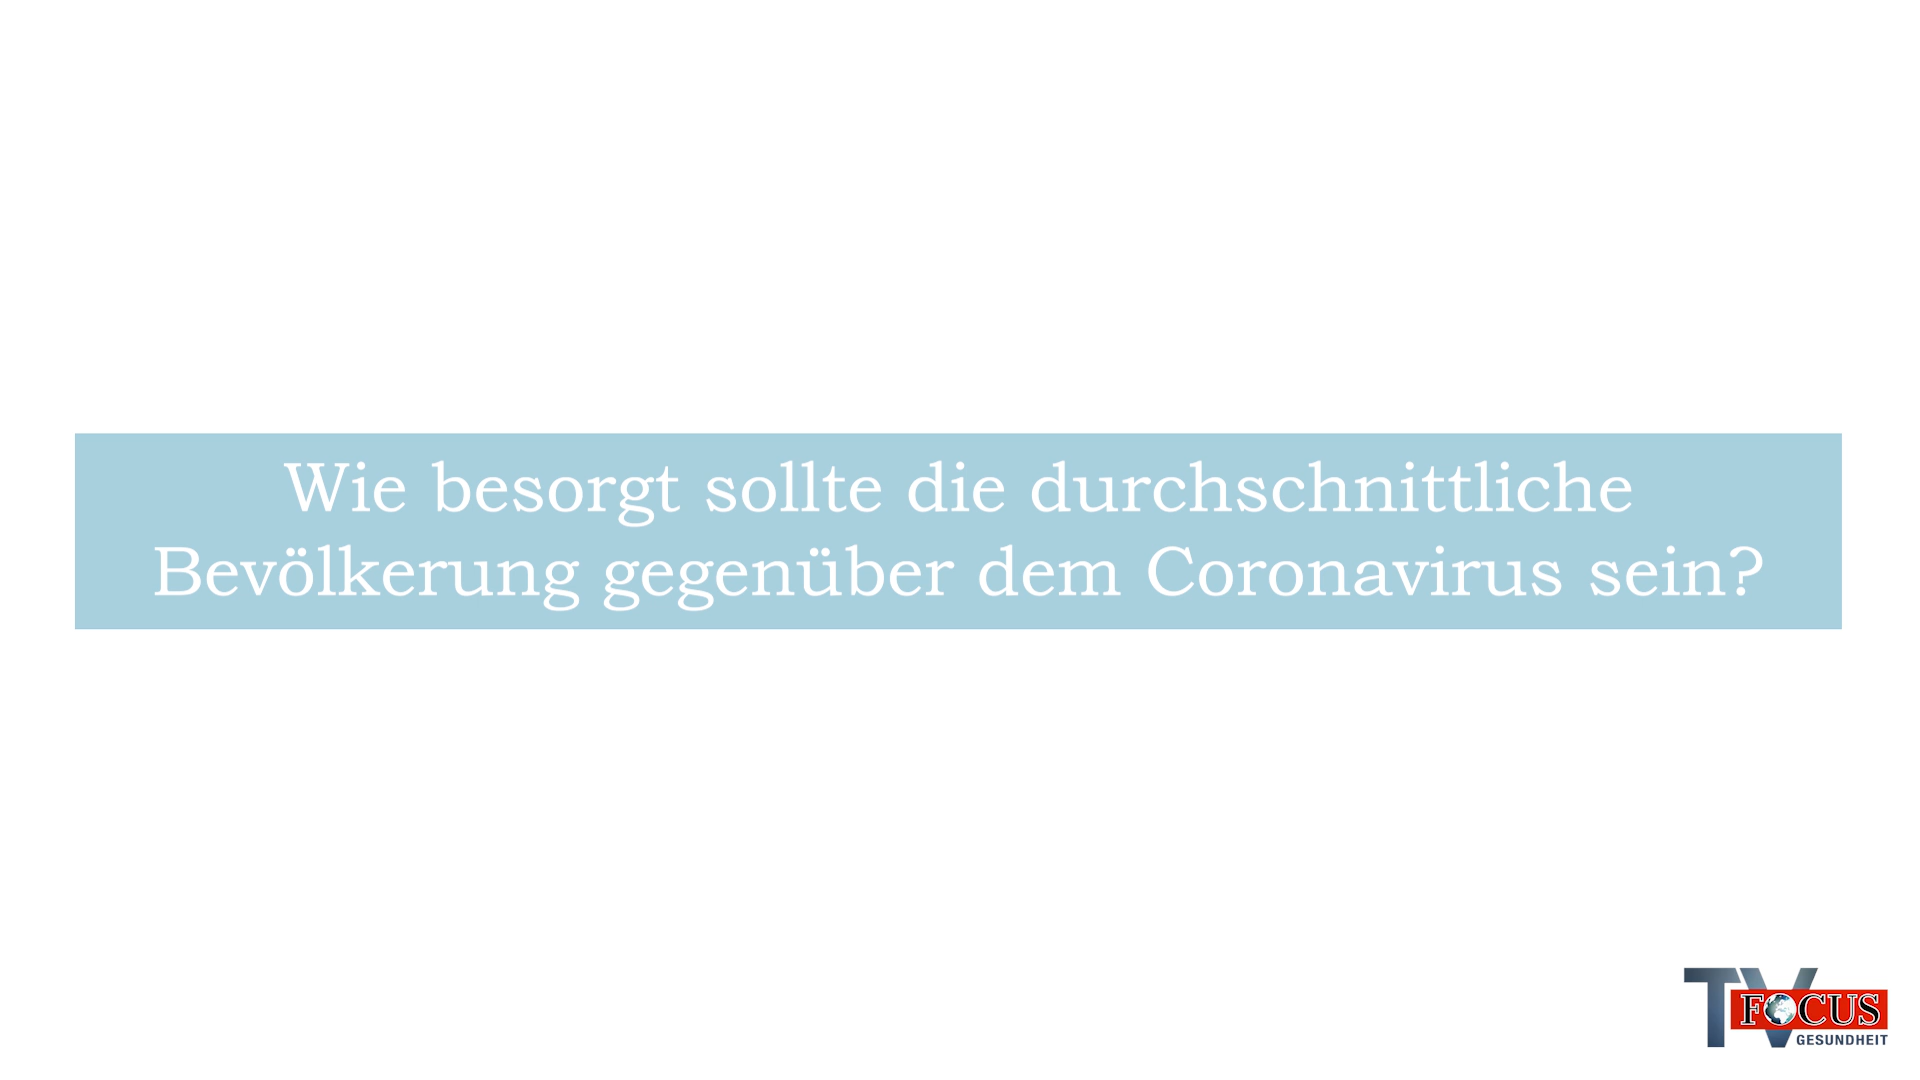 Wie besorgt sollte die durchschnittliche
Bevölkerung gegenüber dem Coronavirus sein?
TV
FOCUS
GESUNDHEIT